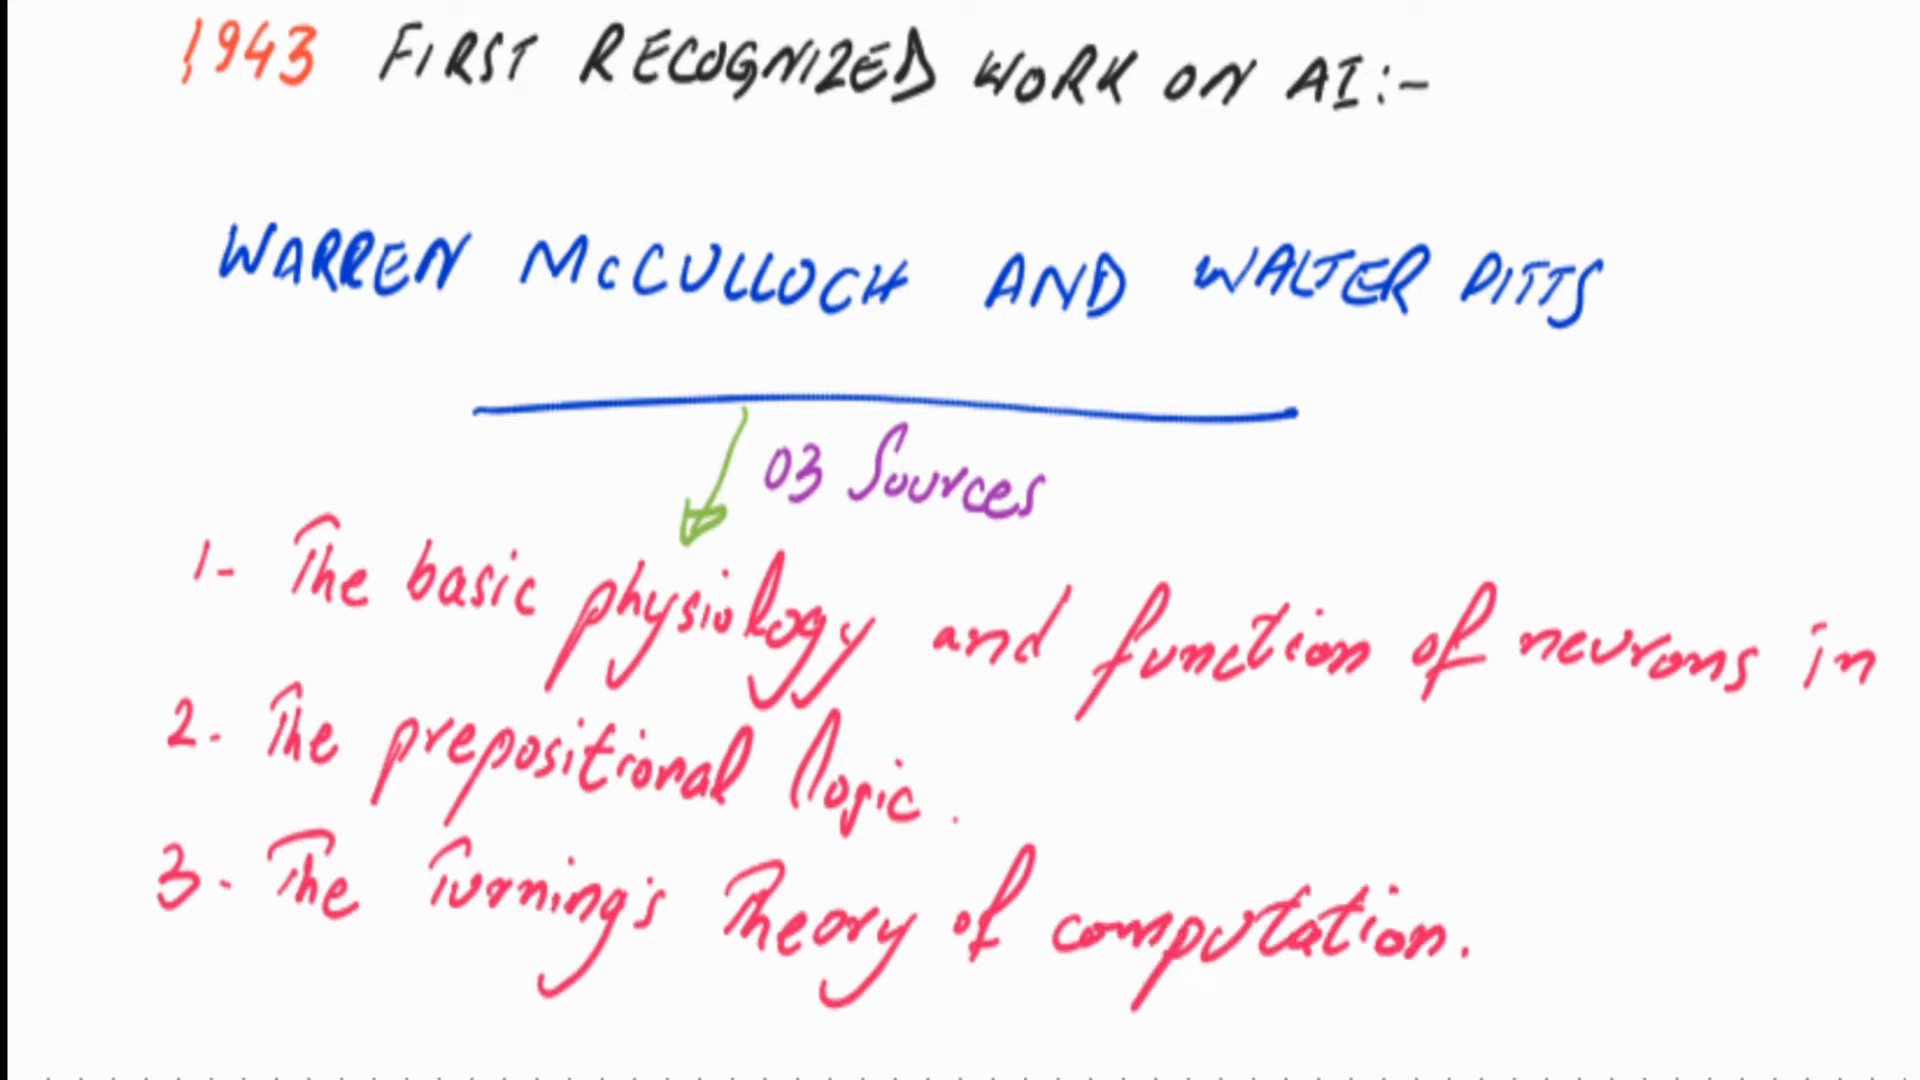 1943 FIRST RECOGNIZED WORK ON AI:-
WARREN McCULLOCH AND WALTER PITTS
03 Sources
1- The basic physiology and function of neurons in
2- The prepositional logic.
3- The Turning's Theory of computation.